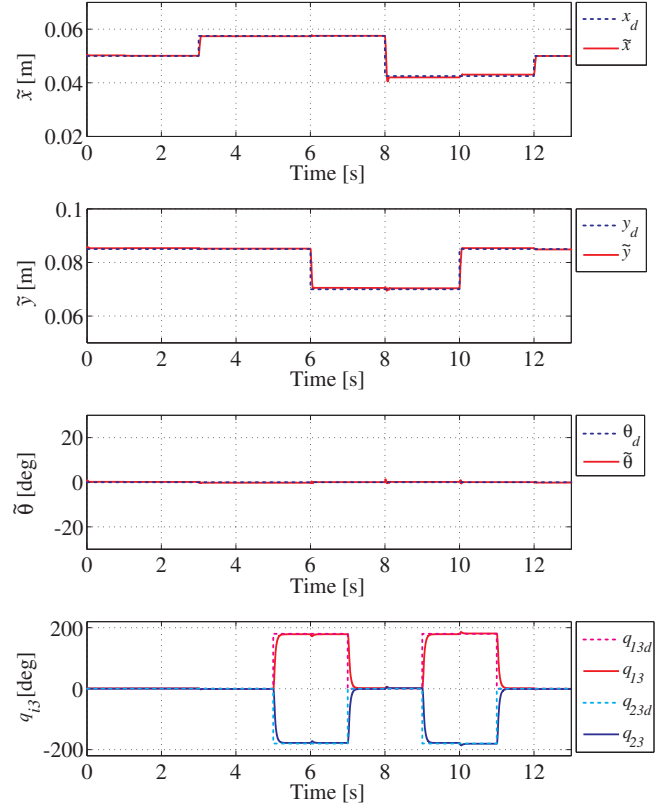 0.06
0.04
0.02
x̃ [m]
0 2 4 6 8 10 12
Time [s]
x_d
x̃
0.1
0.08
0.06
ỹ [m]
0 2 4 6 8 10 12
Time [s]
y_d
ỹ
20
0
-20
θ̃ [deg]
0 2 4 6 8 10 12
Time [s]
θ_d
θ̃
200
0
-200
q_i3 [deg]
0 2 4 6 8 10 12
Time [s]
q_13d
q_13
q_23d
q_23